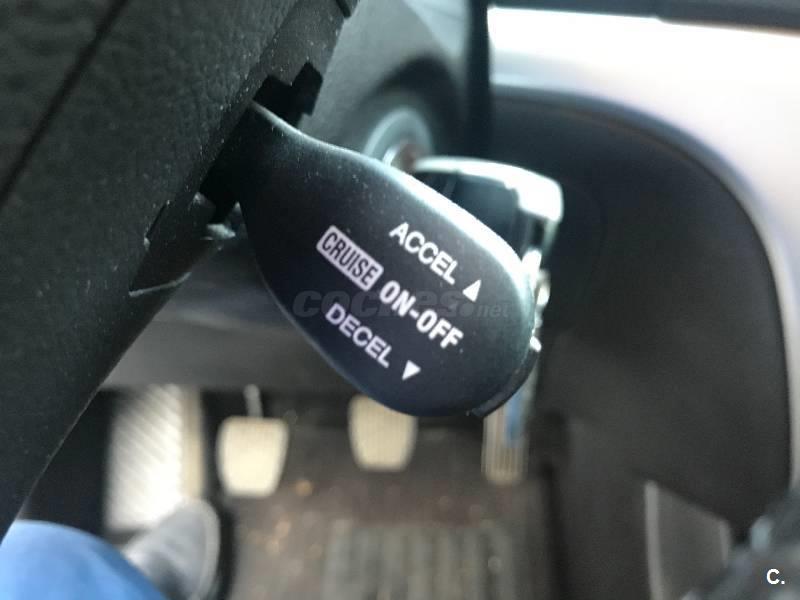 ACCEL ▲
CRUISE ON-OFF
DECEL ▼
coches.net
C.